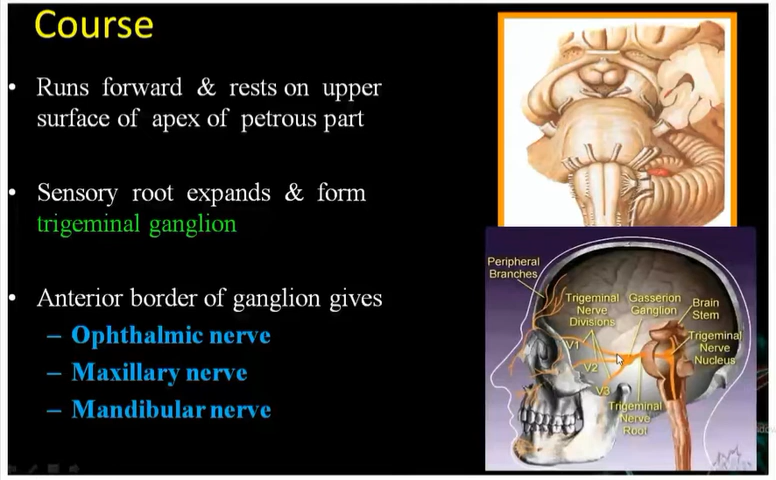 Course
• Runs forward & rests on upper
surface of apex of petrous part
• Sensory root expands & form
trigeminal ganglion
• Anterior border of ganglion gives
– Ophthalmic nerve
– Maxillary nerve
– Mandibular nerve
Peripheral
Branches
Trigeminal
Nerve
Divisions
Gasserion
Ganglion
Brain
Stem
Trigeminal
Nerve
Nucleus
V1
V2
V3
Trigeminal
Nerve
Root